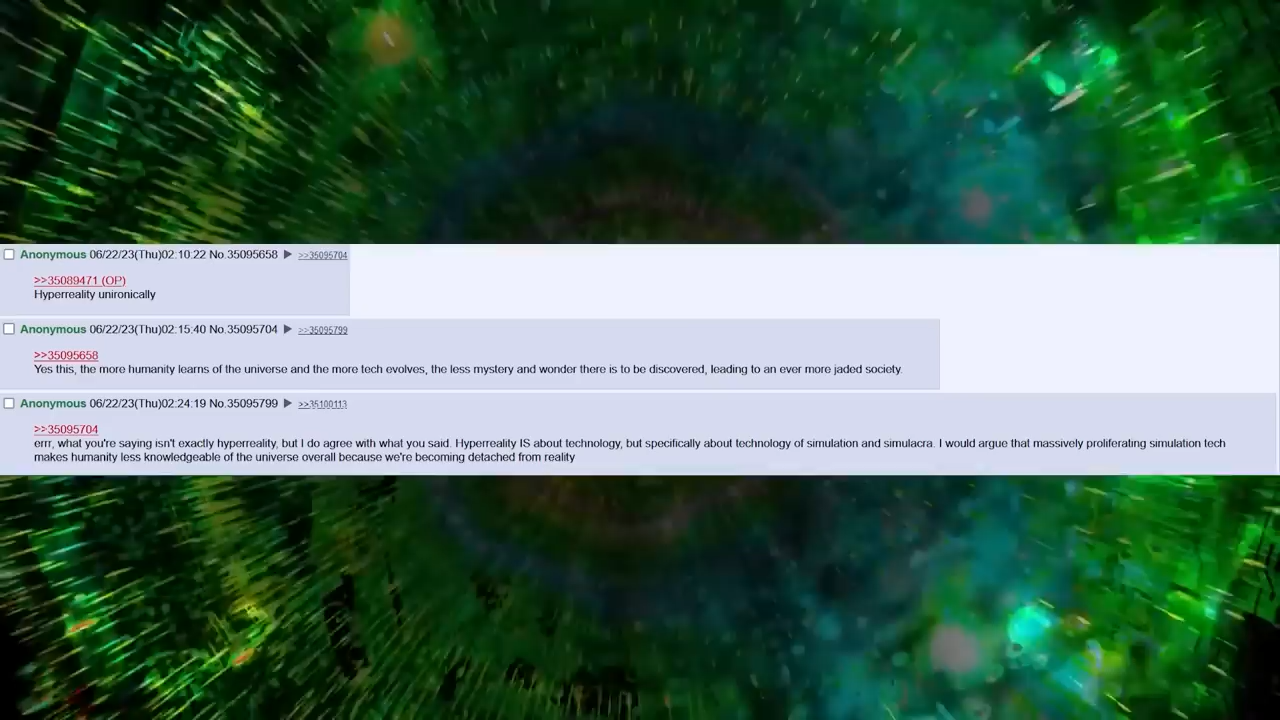 Anonymous 06/22/23(Thu)02:10:22 No.35095658 ▶ >>35095704
>>35089471 (OP)
Hyperreality unironically
Anonymous 06/22/23(Thu)02:15:40 No.35095704 ▶ >>35095799
>>35095658
Yes this, the more humanity learns of the universe and the more tech evolves, the less mystery and wonder there is to be discovered, leading to an ever more jaded society.
Anonymous 06/22/23(Thu)02:24:19 No.35095799 ▶ >>35100113
>>35095704
errr, what you're saying isn't exactly hyperreality, but I do agree with what you said. Hyperreality IS about technology, but specifically about technology of simulation and simulacra. I would argue that massively proliferating simulation tech
makes humanity less knowledgeable of the universe overall because we're becoming detached from reality